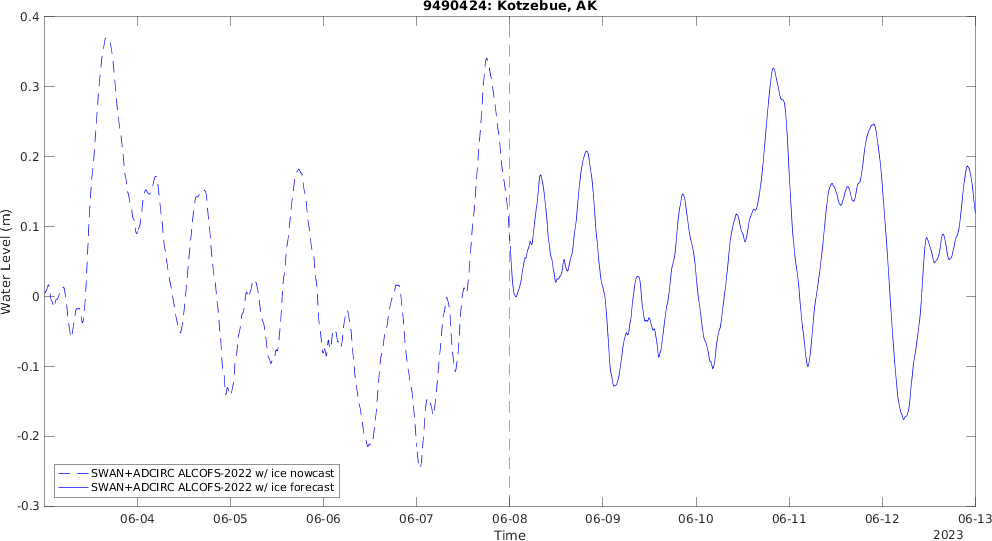 9490424: Kotzebue, AK
0.4
0.3
0.2
0.1
0
-0.1
-0.2
-0.3
Water Level (m)
SWAN+ADCIRC ALCOFS-2022 w/ ice nowcast
SWAN+ADCIRC ALCOFS-2022 w/ ice forecast
06-04 06-05 06-06 06-07 06-08 06-09 06-10 06-11 06-12 06-13
Time
2023